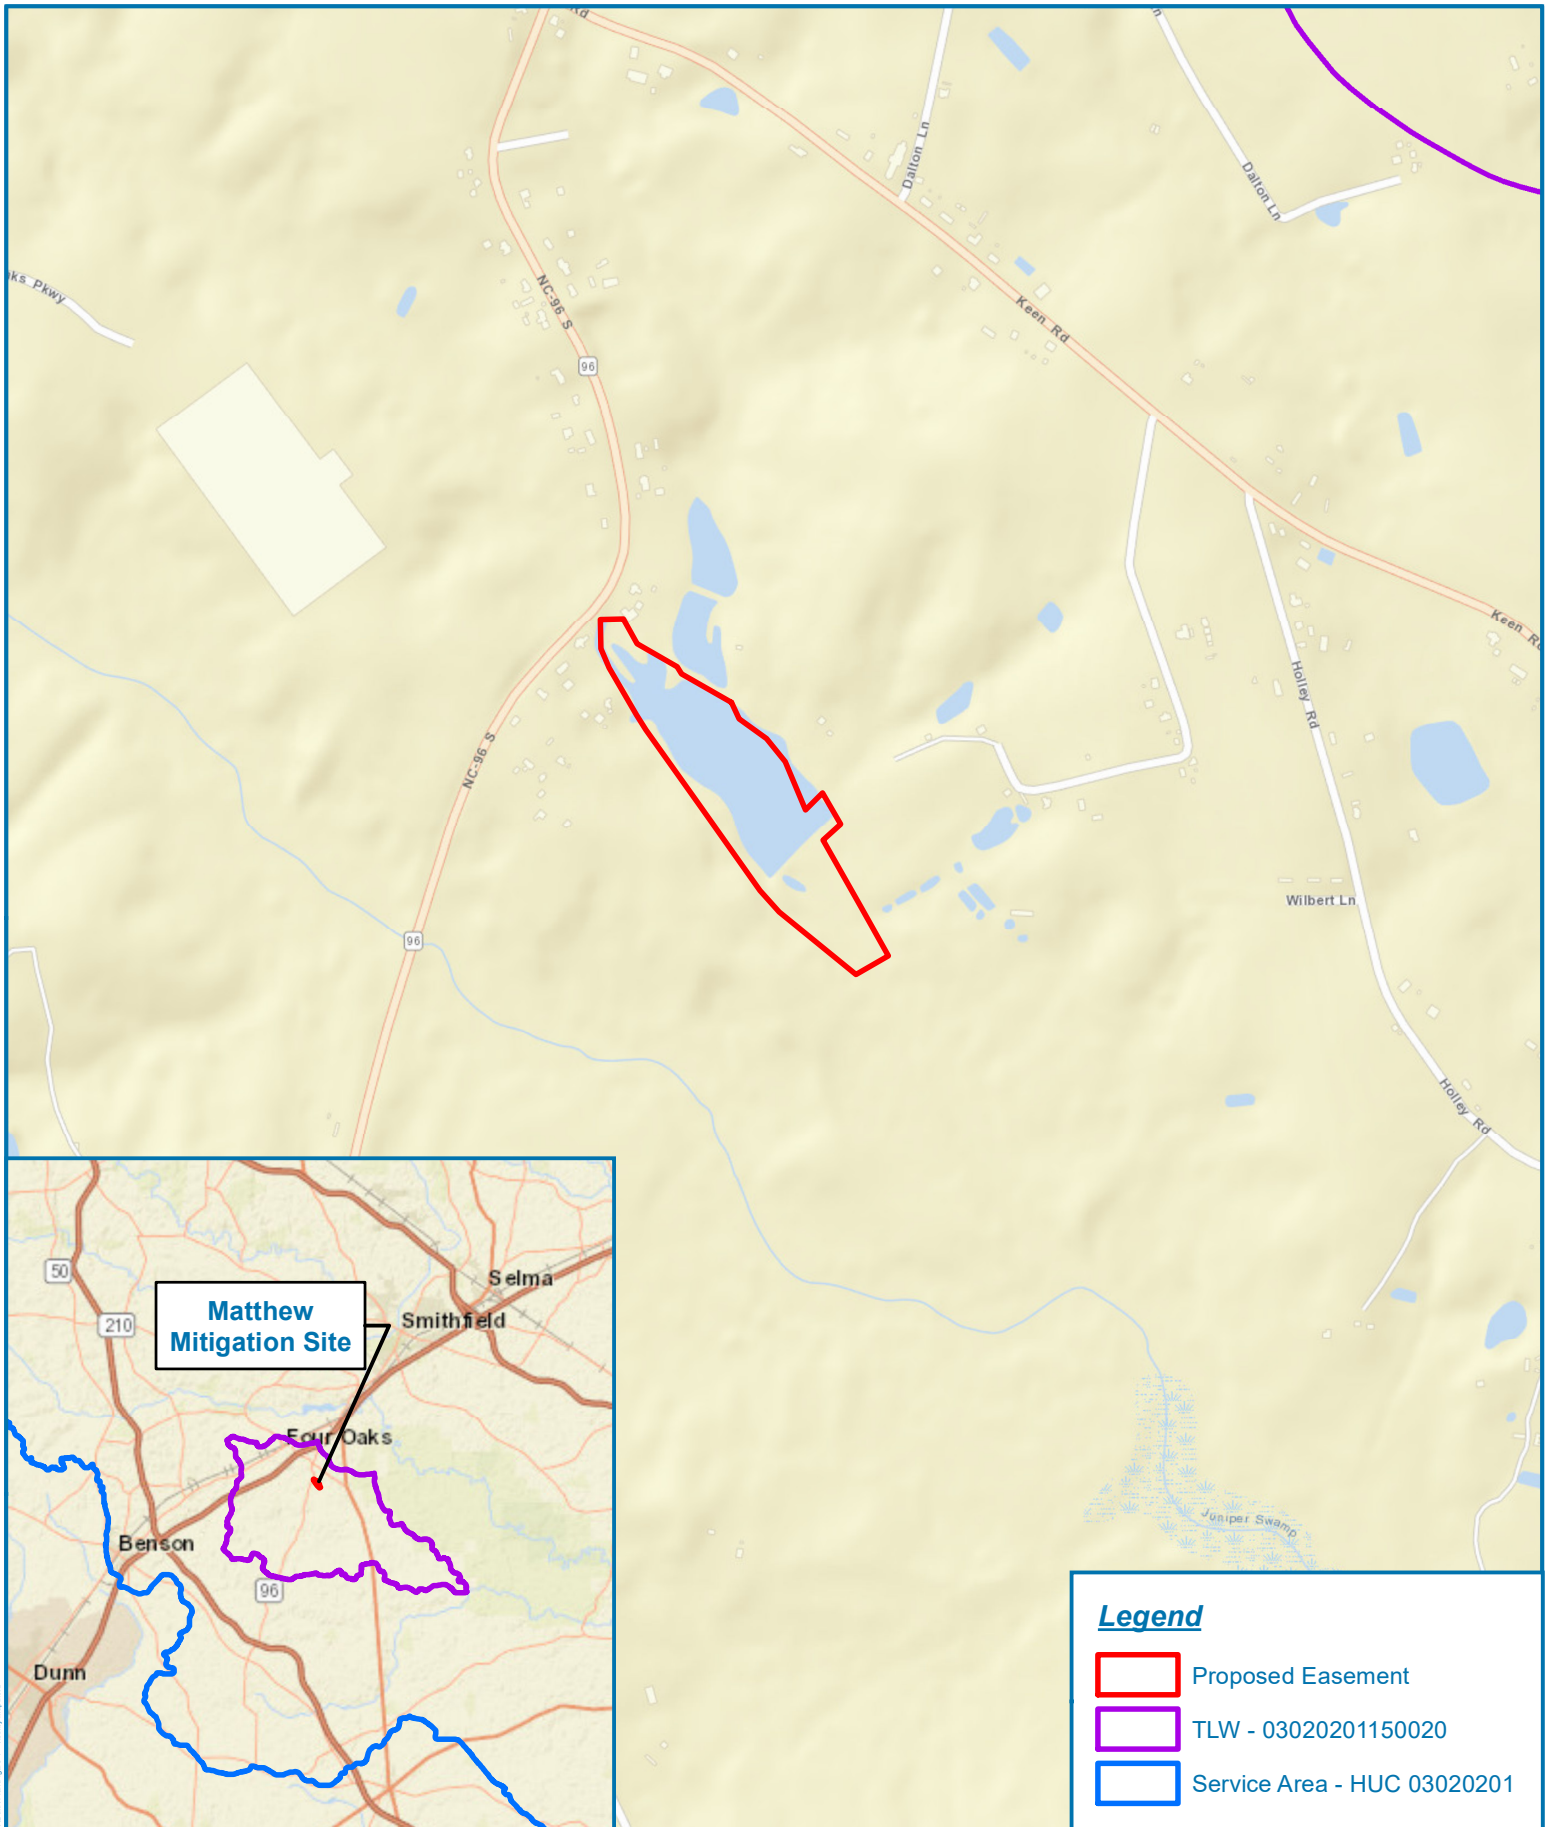 Rd
Dalton Ln
Dalton Ln
ks Pkwy
NC-96 S
Keen Rd
96
Keen Rd
Holley Rd
NC-96 S
Wilbert Ln
96
Holley Rd
50
Selma
Matthew
Mitigation Site
Smithfield
210
Four Oaks
Benson
96
Dunn
Juniper Swamp
Legend
Proposed Easement
TLW - 03020201150020
Service Area - HUC 03020201